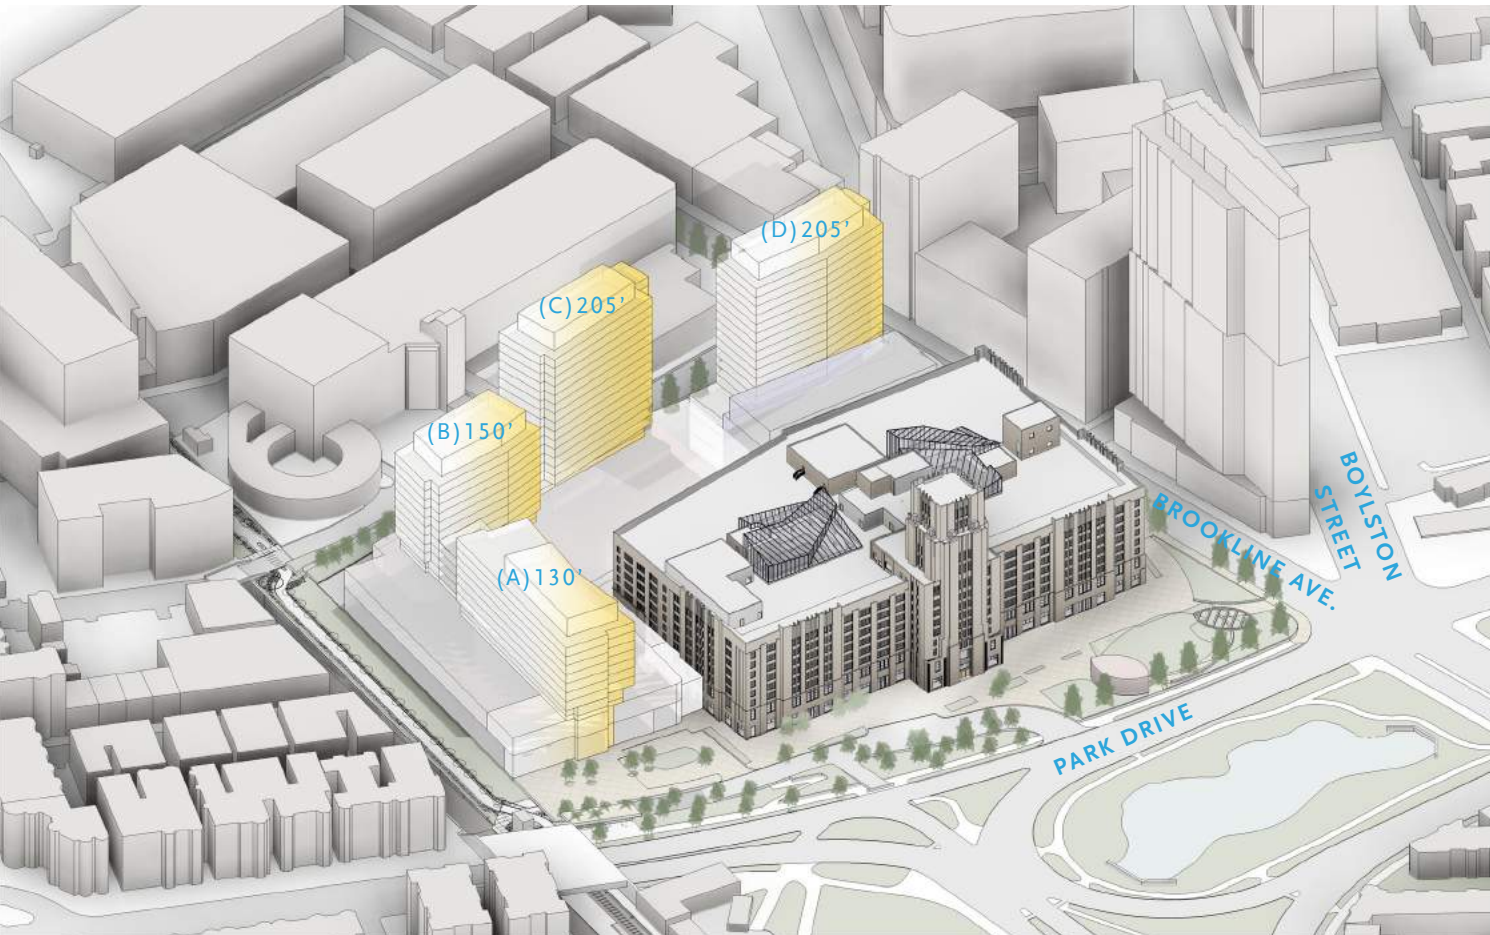 (D) 205’
(C) 205’
(B) 150’
(A) 130’
BOYLSTON
STREET
BROOKLINE AVE.
PARK DRIVE